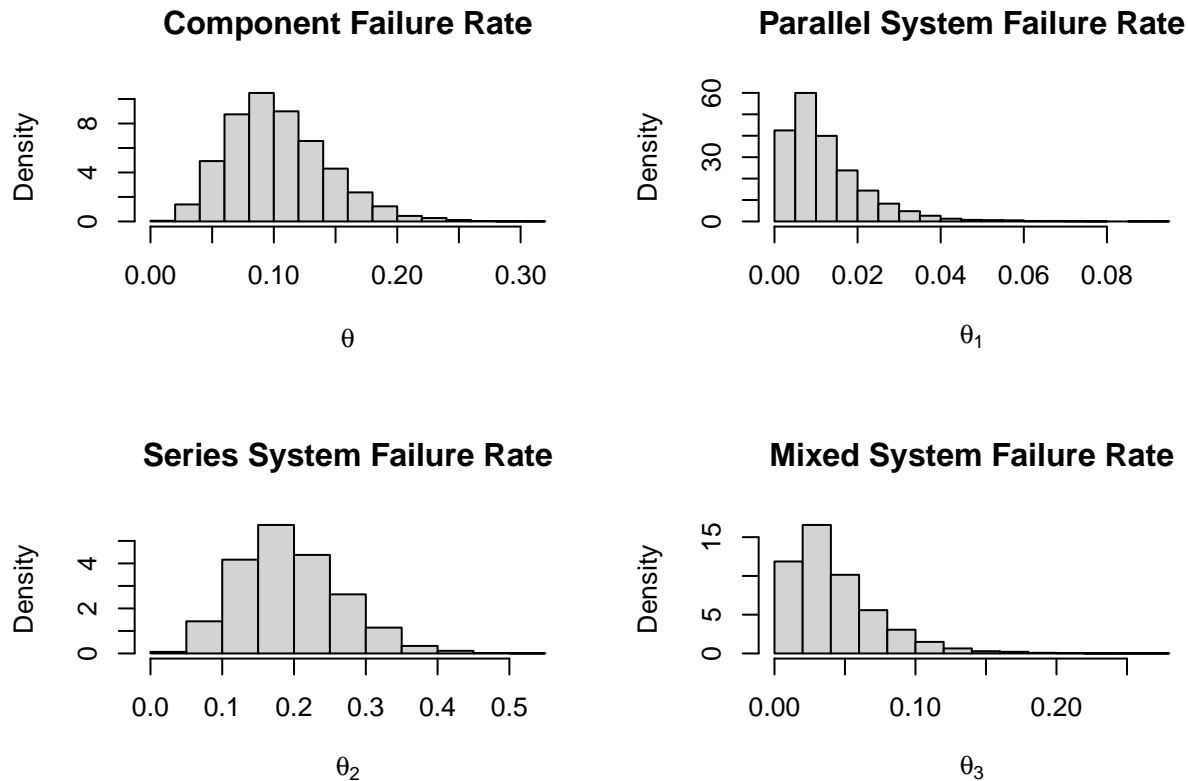 Component Failure Rate
Density
0 4 8
0.00 0.10 0.20 0.30
θ
Parallel System Failure Rate
Density
0 30 60
0.00 0.02 0.04 0.06 0.08
θ1
Series System Failure Rate
Density
0 2 4
0.0 0.1 0.2 0.3 0.4 0.5
θ2
Mixed System Failure Rate
Density
0 5 15
0.00 0.10 0.20
θ3